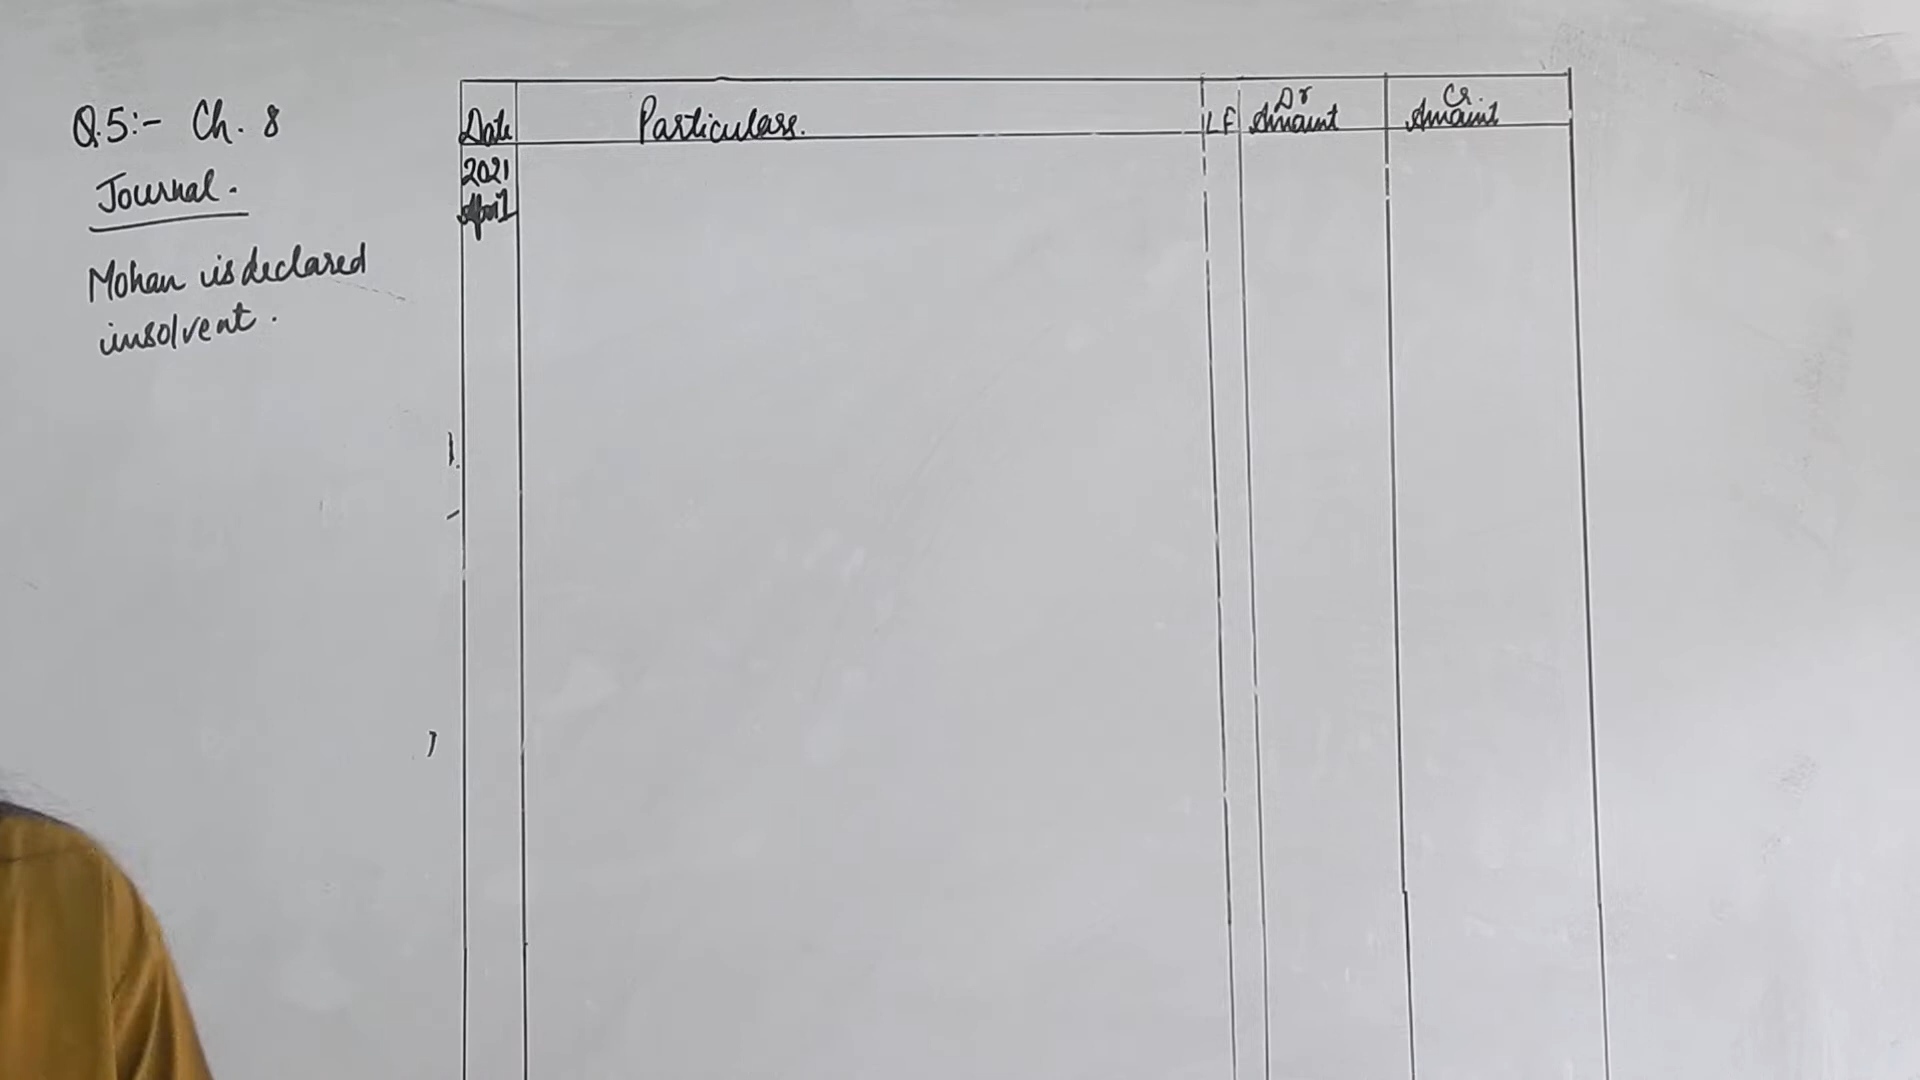 Q.5:- Ch. 8
Journal.
Mohan is declared
insolvent.
Date Particulars. LF Dr Amount Cr. Amount
2021
April